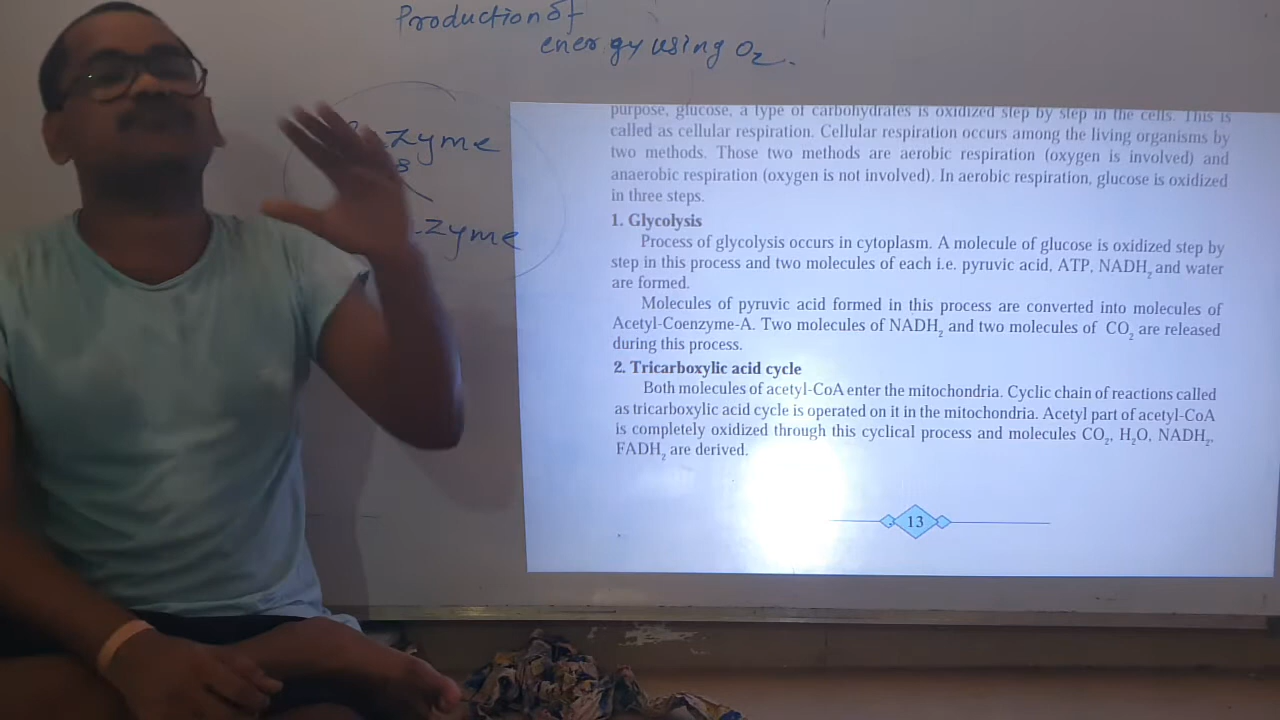 Production of
energy using O₂.
zyme
B
zyme
purpose, glucose, a type of carbohydrates is oxidized step by step in the cells. This is
called as cellular respiration. Cellular respiration occurs among the living organisms by
two methods. Those two methods are aerobic respiration (oxygen is involved) and
anaerobic respiration (oxygen is not involved). In aerobic respiration, glucose is oxidized
in three steps.
1. Glycolysis
Process of glycolysis occurs in cytoplasm. A molecule of glucose is oxidized step by
step in this process and two molecules of each i.e. pyruvic acid, ATP, NADH₂ and water
are formed.
Molecules of pyruvic acid formed in this process are converted into molecules of
Acetyl-Coenzyme-A. Two molecules of NADH₂ and two molecules of CO₂ are released
during this process.
2. Tricarboxylic acid cycle
Both molecules of acetyl-CoA enter the mitochondria. Cyclic chain of reactions called
as tricarboxylic acid cycle is operated on it in the mitochondria. Acetyl part of acetyl-CoA
is completely oxidized through this cyclical process and molecules CO₂, H₂O, NADH₂,
FADH₂ are derived.
13